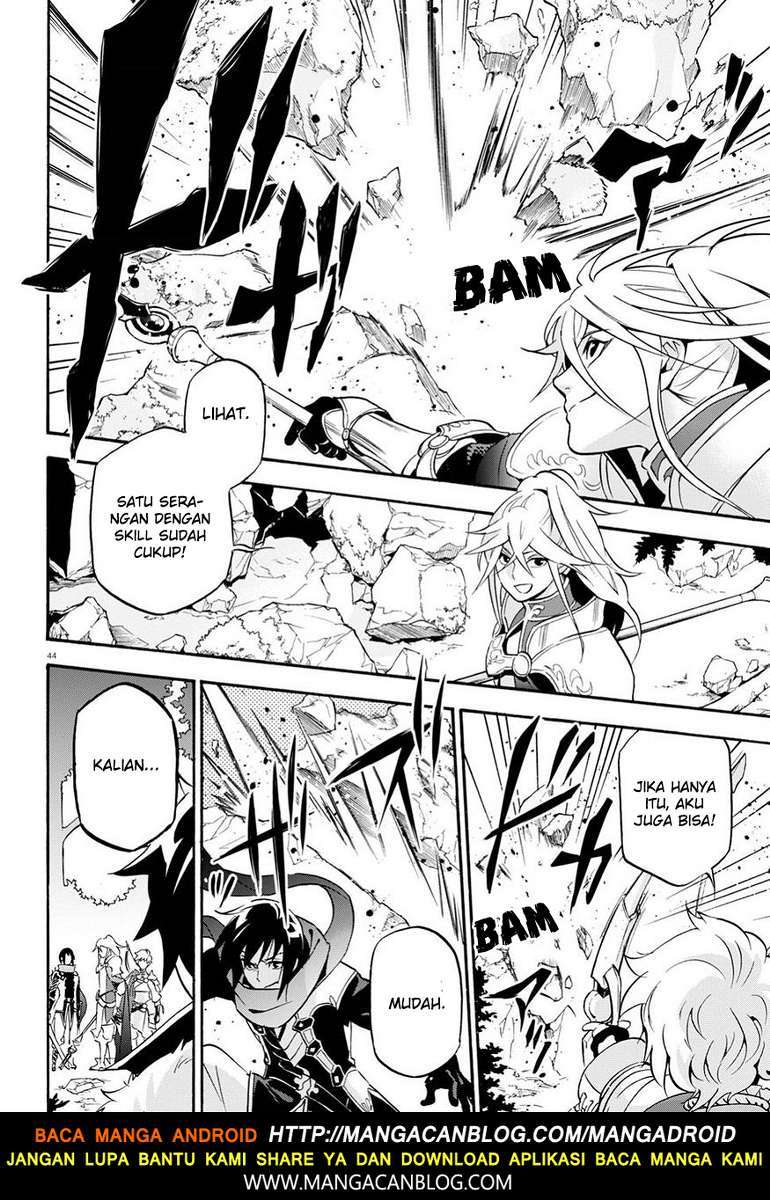 BAM
LIHAT.
SATU SERA-
NGAN DENGAN
SKILL SUDAH
CUKUP!
44
JIKA HANYA
ITU, AKU
JUGA BISA!
BAM
MUDAH.
KALIAN...
BACA MANGA ANDROID HTTP://MANGACANBLOG.COM/MANGADROID
JANGAN LUPA BANTU KAMI SHARE YA DAN DOWNLOAD APLIKASI BACA MANGA KAMI
WWW.MANGACANBLOG.COM